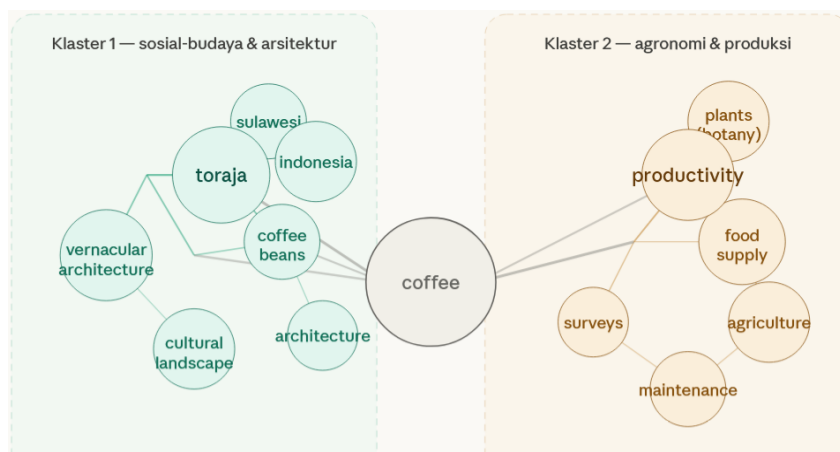 Klaster 1 — sosial-budaya & arsitektur
sulawesi
toraja
indonesia
vernacular
architecture
coffee
beans
cultural
landscape
architecture
coffee
Klaster 2 — agronomi & produksi
plants
(botany)
productivity
food
supply
surveys
agriculture
maintenance